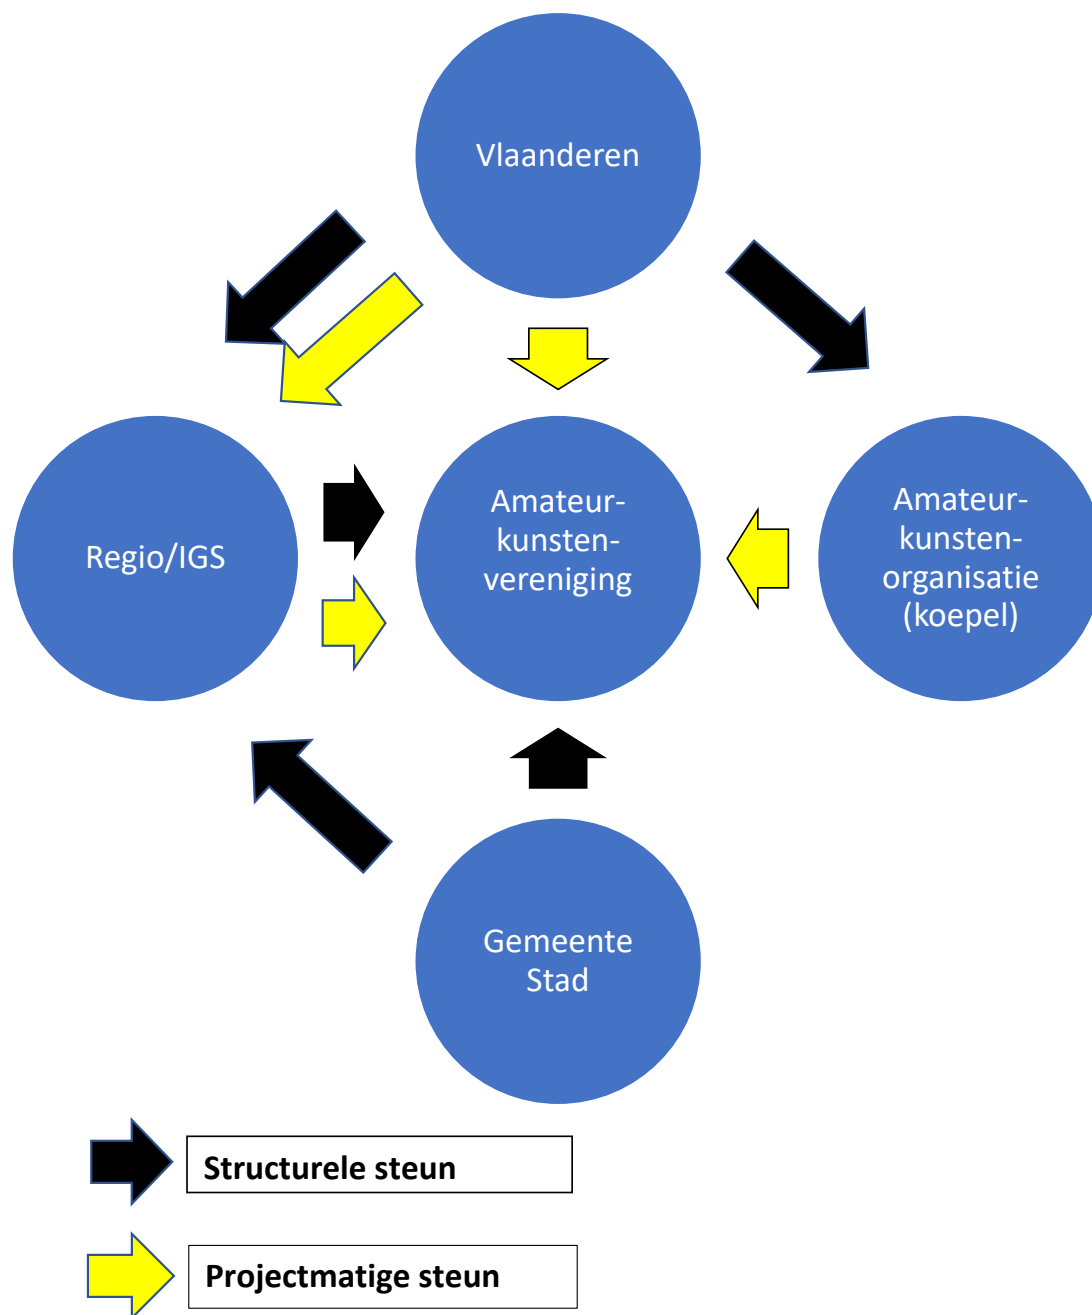 Vlaanderen
Regio/IGS
Amateur-
kunsten-
vereniging
Amateur-
kunsten-
organisatie
(koepel)
Gemeente
Stad
Structurele steun
Projectmatige steun